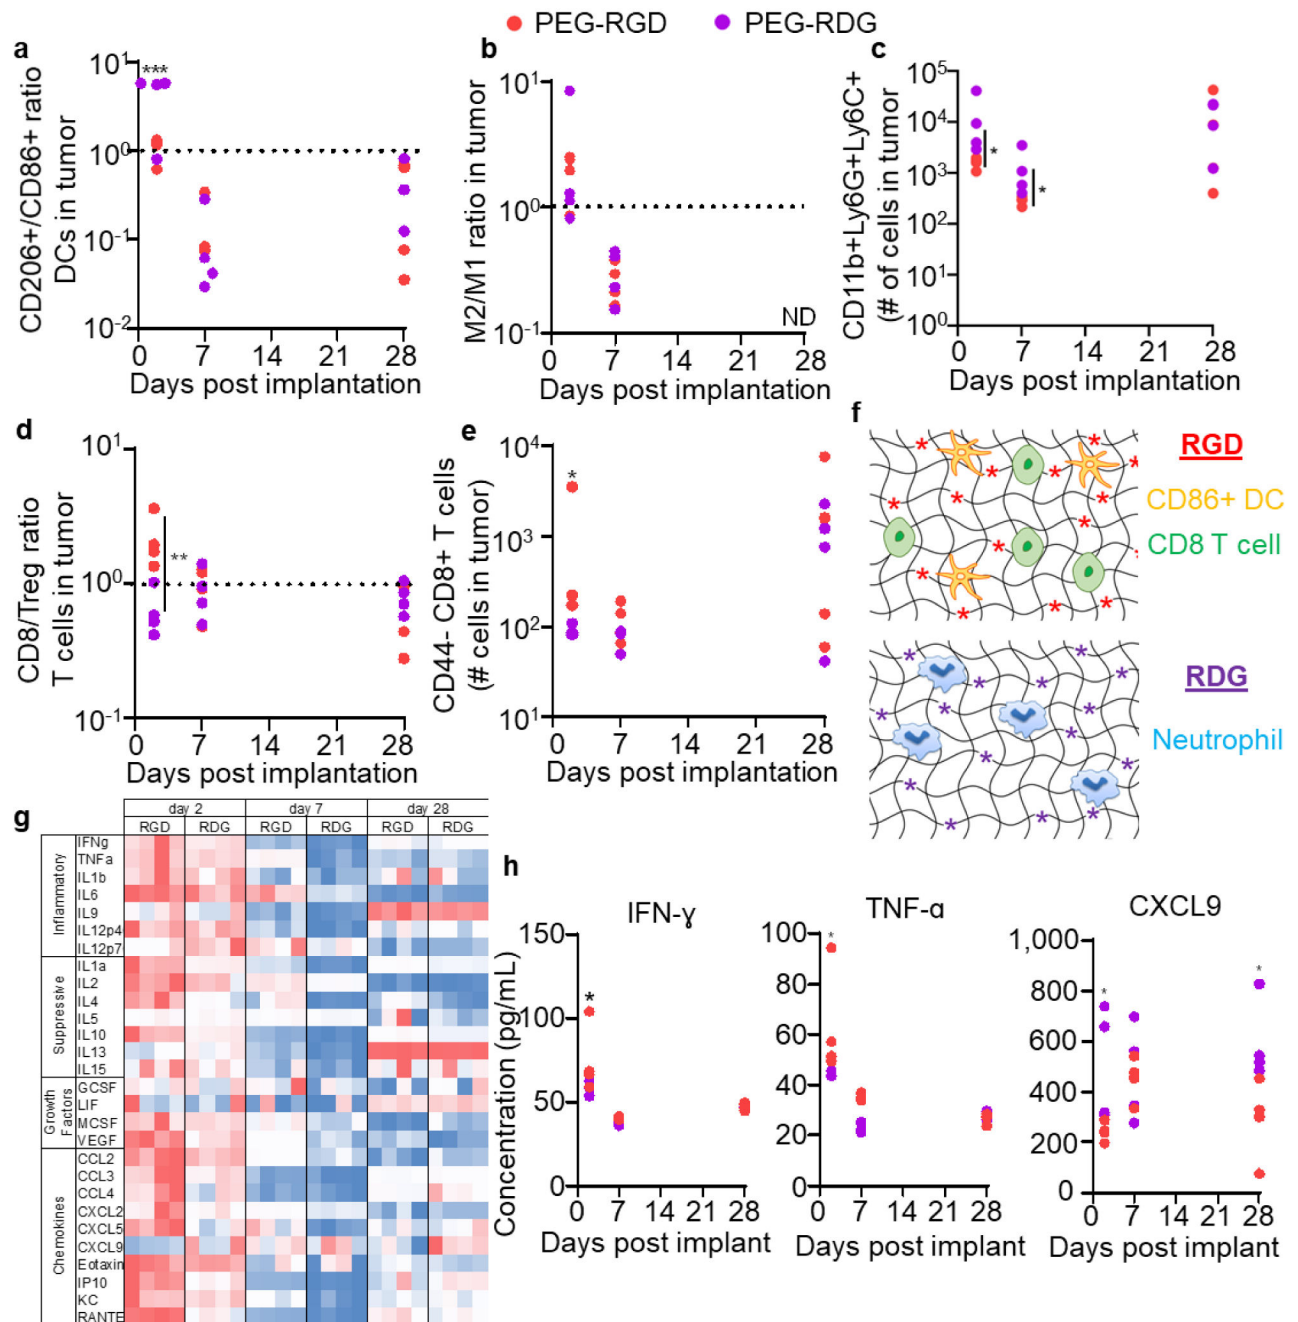 PEG-RGD PEG-RDG
a
CD206+/CD86+ ratio
DCs in tumor
***
10¹
10⁰
10⁻¹
10⁻²
0 7 14 21 28
Days post implantation
b
M2/M1 ratio in tumor
10¹
10⁰
10⁻¹
ND
0 7 14 21 28
Days post implantation
c
CD11b+Ly6G+Ly6C+
(# of cells in tumor
10⁵
10⁴
10³
10²
10¹
10⁰
*
*
0 7 14 21 28
Days post implantation
d
CD8/Treg ratio
T cells in tumor
10¹
10⁰
10⁻¹
**
0 7 14 21 28
Days post implantation
e
CD44- CD8+ T cells
(# cells in tumor)
10⁴
10³
10²
10¹
*
0 7 14 21 28
Days post implantation
f
RGD
CD86+ DC
CD8 T cell
RDG
Neutrophil
g
day 2 day 7 day 28
RGD RDG RGD RDG RGD RDG
Inflammatory
IFNg
TNFa
IL1b
IL6
IL9
IL12p4
IL12p7
Suppressive
IL1a
IL2
IL4
IL5
IL10
IL13
IL15
Growth
Factors
GCSF
LIF
MCSF
VEGF
Chemokines
CCL2
CCL3
CCL4
CXCL2
CXCL5
CXCL9
Eotaxin
IP10
KC
RANTE
h
Concentration (pg/mL)
IFN-ɣ
150
100
50
0
*
0 7 14 21 28
Days post implant
TNF-α
100
80
60
40
20
0
*
0 7 14 21 28
Days post implant
CXCL9
1,000
800
600
400
200
0
*
*
0 7 14 21 28
Days post implant